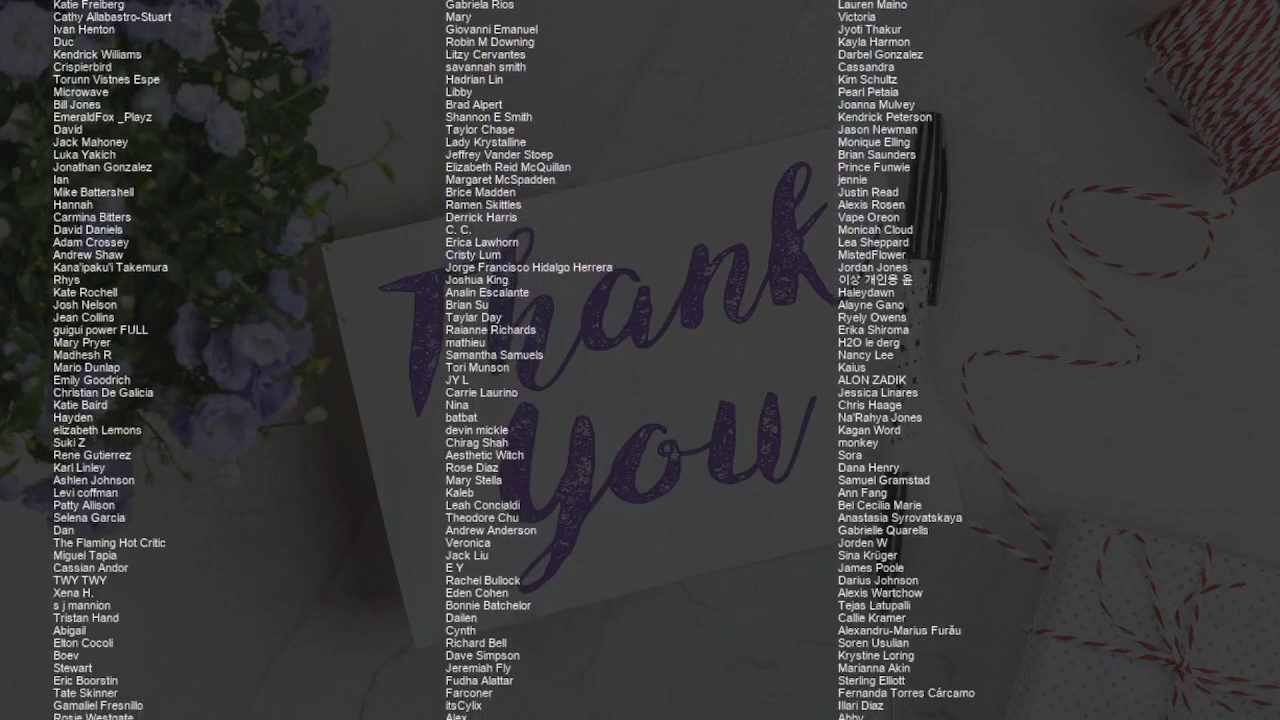 Katie Freiberg
Cathy Allabastro-Stuart
Ivan Henton
Duc
Kendrick Williams
Crispierbird
Torunn Vistnes Espe
Microwave
Bill Jones
EmeraldFox _Playz
David
Jack Mahoney
Luka Yakich
Jonathan Gonzalez
Ian
Mike Battershell
Hannah
Carmina Bitters
David Daniels
Adam Crossey
Andrew Shaw
Kana'ipaku'i Takemura
Rhys
Kate Rochell
Josh Nelson
Jean Collins
guigui power FULL
Mary Pryer
Madhesh R
Mario Dunlap
Emily Goodrich
Christian De Galicia
Katie Baird
Hayden
elizabeth Lemons
Suki Z
Rene Gutierrez
Karl Linley
Ashlen Johnson
Levi coffman
Patty Allison
Selena Garcia
Dan
The Flaming Hot Critic
Miguel Tapia
Cassian Andor
TWY TWY
Xena H.
s j mannion
Tristan Hand
Abigail
Elton Cocoli
Boev
Stewart
Eric Boorstin
Tate Skinner
Gamaliel Fresnillo
Rosie Westgate
Gabriela Rios
Mary
Giovanni Emanuel
Robin M Downing
Litzy Cervantes
savannah smith
Hadrian Lin
Libby
Brad Alpert
Shannon E Smith
Taylor Chase
Lady Krystalline
Jeffrey Vander Stoep
Elizabeth Reid McQuillan
Margaret McSpadden
Brice Madden
Ramen Skittles
Derrick Harris
C. C.
Erica Lawhorn
Cristy Lum
Jorge Francisco Hidalgo Herrera
Joshua King
Analin Escalante
Brian Su
Taylar Day
Raianne Richards
mathieu
Samantha Samuels
Tori Munson
JY L
Carrie Laurino
Nina
batbat
devin mickle
Chirag Shah
Aesthetic Witch
Rose Diaz
Mary Stella
Kaleb
Leah Concialdi
Theodore Chu
Andrew Anderson
Veronica
Jack Liu
E Y
Rachel Bullock
Eden Cohen
Bonnie Batchelor
Dailen
Cynth
Richard Bell
Dave Simpson
Jeremiah Fly
Fudha Alattar
Farconer
itsCylix
Alex
Lauren Maino
Victoria
Jyoti Thakur
Kayla Harmon
Darbel Gonzalez
Cassandra
Kim Schultz
Pearl Petaia
Joanna Mulvey
Kendrick Peterson
Jason Newman
Monique Elling
Brian Saunders
Prince Funwie
jennie
Justin Read
Alexis Rosen
Vape Oreon
Monicah Cloud
Lea Sheppard
MistedFlower
Jordan Jones
이상 개인용 윤
Haleydawn
Alayne Gano
Ryely Owens
Erika Shiroma
H2O le derg
Nancy Lee
Kaius
ALON ZADIK
Jessica Linares
Chris Haage
Na'Rahya Jones
Kagan Word
monkey
Sora
Dana Henry
Samuel Gramstad
Ann Fang
Bel Cecilia Marie
Anastasia Syrovatskaya
Gabrielle Quarells
Jorden W
Sina Krüger
James Poole
Darius Johnson
Alexis Wartchow
Tejas Latupalli
Callie Kramer
Alexandru-Marius Furău
Soren Usulian
Krystine Loring
Marianna Akin
Sterling Elliott
Fernanda Torres Cárcamo
Illari Diaz
Abby
Thank
you